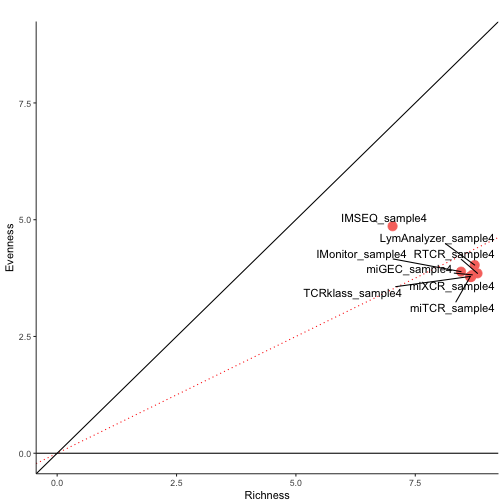 7.5
IMSEQ_sample4
5.0
LymAnalyzer_sample4
IMonitor_sample4
RTCR_sample4
miGEC_sample4
miXCR_sample4
TCRklass_sample4
miTCR_sample4
2.5
0.0
0.0
2.5
5.0
7.5
Richness
Evenness